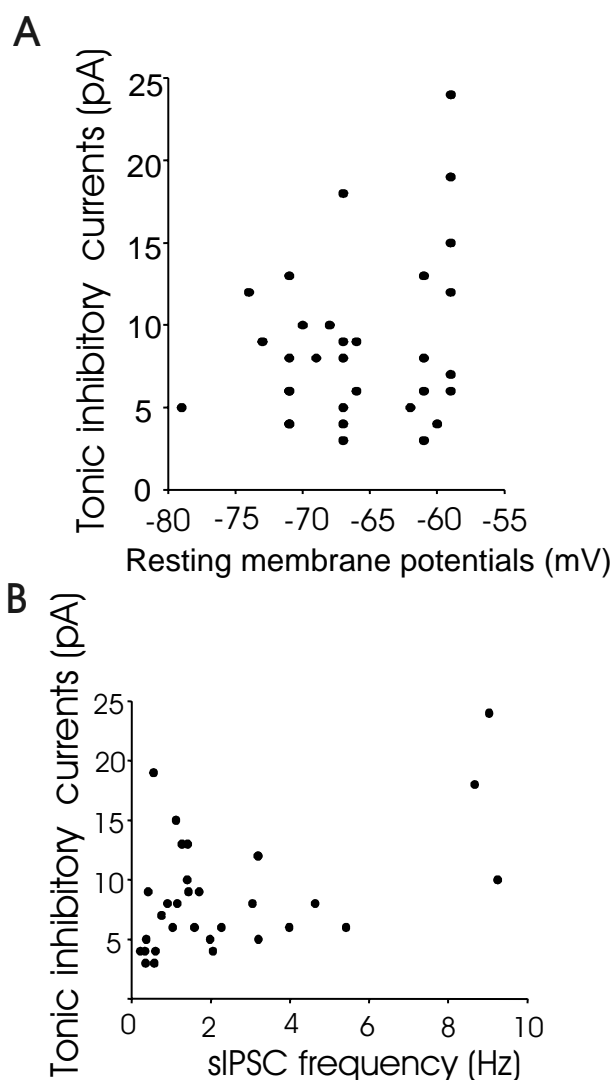 A
Tonic inhibitory currents (pA)
25
20
15
10
5
0
-80 -75 -70 -65 -60 -55
Resting membrane potentials (mV)
B
Tonic inhibitory currents (pA)
25
20
15
10
5
0 2 4 6 8 10
sIPSC frequency (Hz)